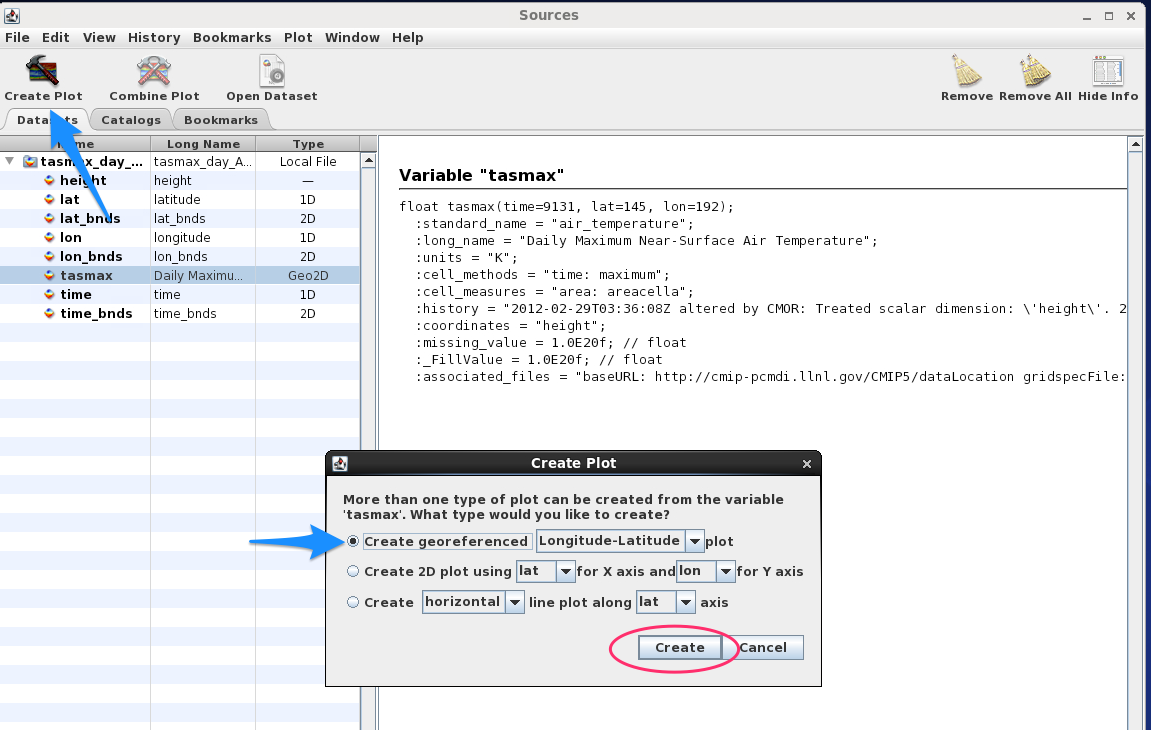 Sources
File Edit View History Bookmarks Plot Window Help
Create Plot Combine Plot Open Dataset Remove Remove All Hide Info
Catalogs Bookmarks
Long Name Type
tasmax_day_... tasmax_day_A... Local File
height height —
lat latitude 1D
lat_bnds lat_bnds 2D
lon longitude 1D
lon_bnds lon_bnds 2D
tasmax Daily Maximu... Geo2D
time time 1D
time_bnds time_bnds 2D
Variable "tasmax"
float tasmax(time=9131, lat=145, lon=192);
:standard_name = "air_temperature";
:long_name = "Daily Maximum Near-Surface Air Temperature";
:units = "K";
:cell_methods = "time: maximum";
:cell_measures = "area: areacella";
:history = "2012-02-29T03:36:08Z altered by CMOR: Treated scalar dimension: \'height\'. 2
:coordinates = "height";
:missing_value = 1.0E20f; // float
:_FillValue = 1.0E20f; // float
:associated_files = "baseURL: http://cmip-pcmdi.llnl.gov/CMIP5/dataLocation gridspecFile:
Create Plot
More than one type of plot can be created from the variable
'tasmax'. What type would you like to create?
Create georeferenced Longitude-Latitude plot
Create 2D plot using lat for X axis and lon for Y axis
Create horizontal line plot along lat axis
Create Cancel